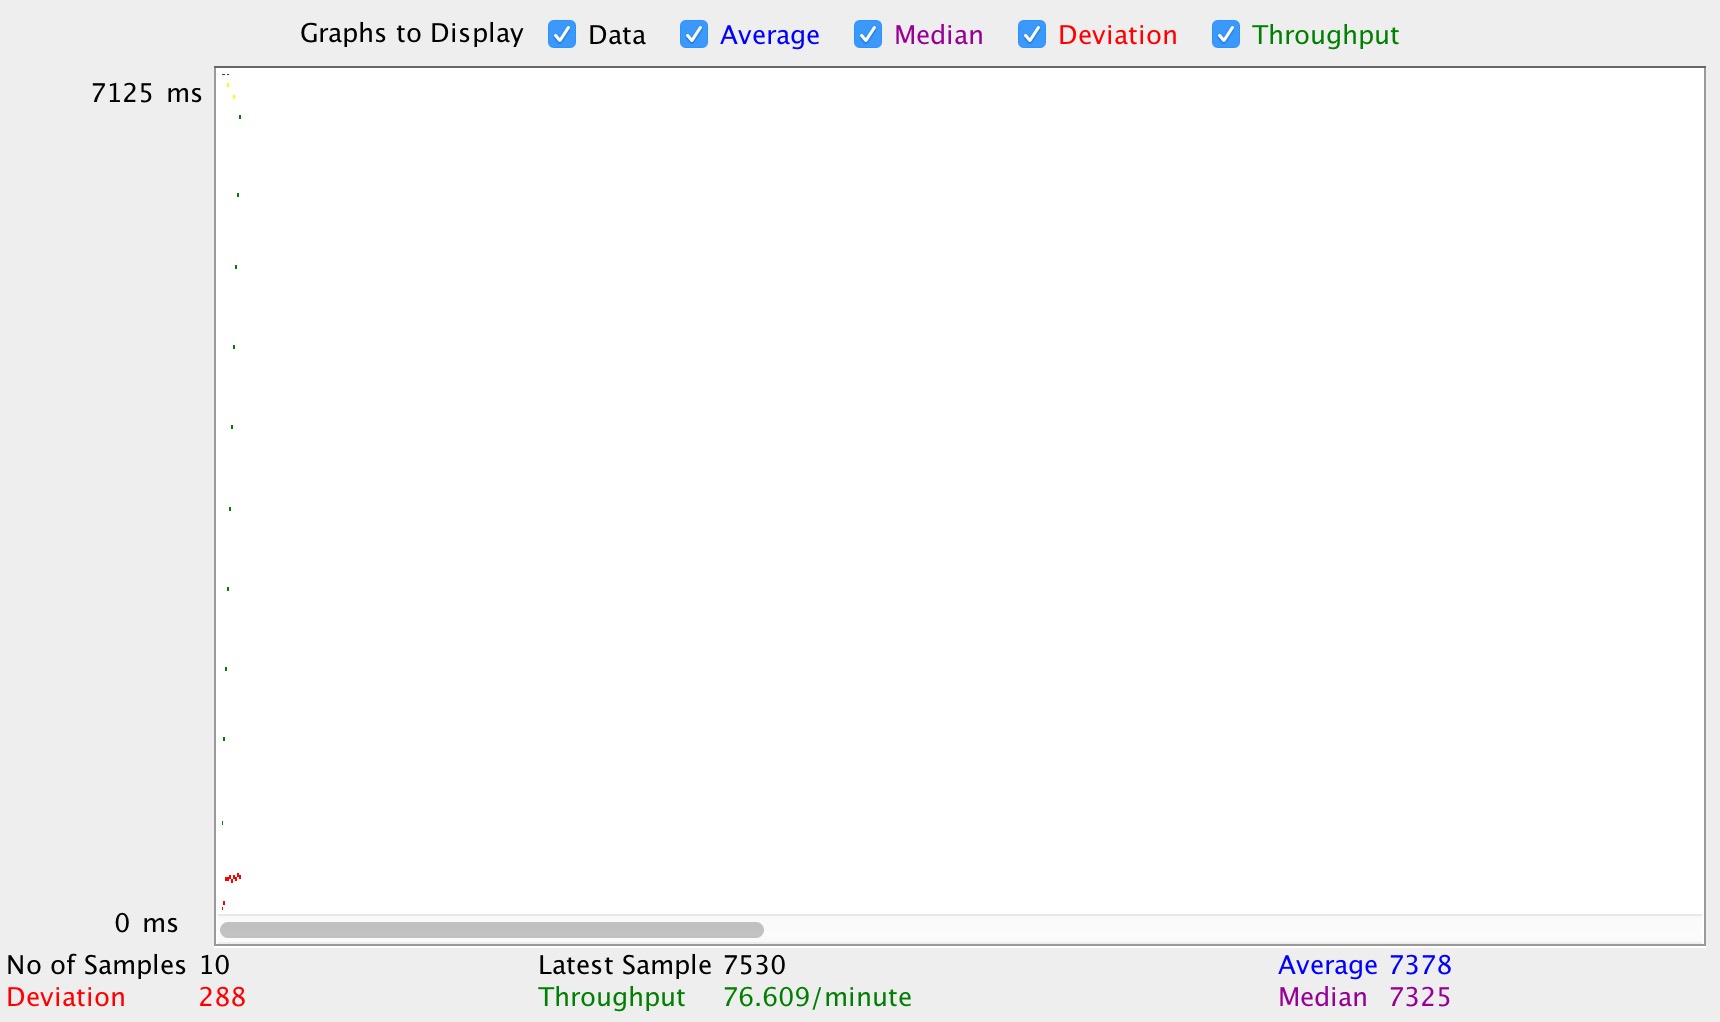 Graphs to Display Data Average Median Deviation Throughput
7125 ms
0 ms
No of Samples 10 Latest Sample 7530 Average 7378
Deviation 288 Throughput 76.609/minute Median 7325